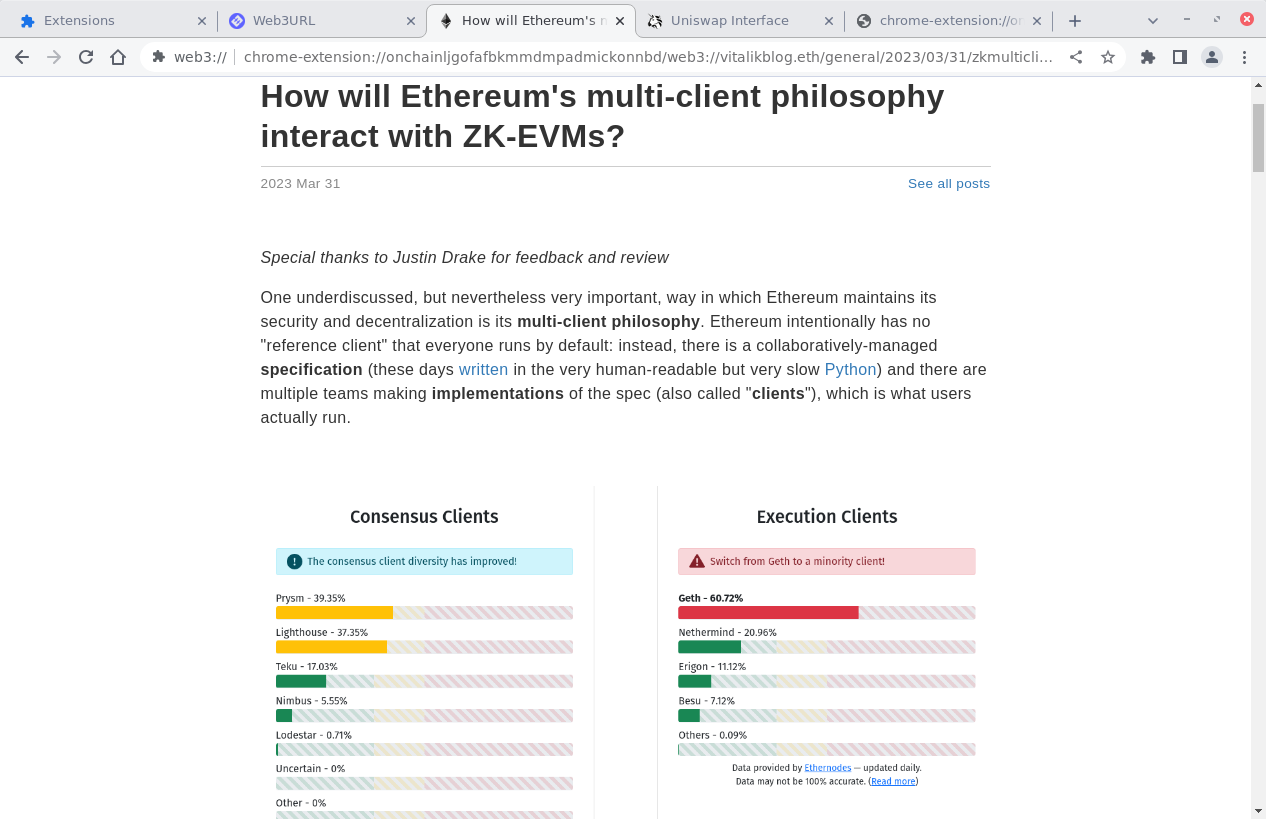 Extensions
Web3URL
How will Ethereum's n
Uniswap Interface
chrome-extension://or
web3://
chrome-extension://onchainljgofafbkmmdmpadmickonnbd/web3://vitalikblog.eth/general/2023/03/31/zkmulticli...
How will Ethereum's multi-client philosophy
interact with ZK-EVMs?
2023 Mar 31
See all posts
Special thanks to Justin Drake for feedback and review
One underdiscussed, but nevertheless very important, way in which Ethereum maintains its
security and decentralization is its multi-client philosophy. Ethereum intentionally has no
"reference client" that everyone runs by default: instead, there is a collaboratively-managed
specification (these days written in the very human-readable but very slow Python) and there are
multiple teams making implementations of the spec (also called "clients"), which is what users
actually run.
Consensus Clients
The consensus client diversity has improved!
Prysm - 39.35%
Lighthouse - 37.35%
Teku - 17.03%
Nimbus - 5.55%
Lodestar - 0.71%
Uncertain - 0%
Other - 0%
Execution Clients
Switch from Geth to a minority client!
Geth - 60.72%
Nethermind - 20.96%
Erigon - 11.12%
Besu - 7.12%
Others - 0.09%
Data provided by Ethernodes — updated daily.
Data may not be 100% accurate. (Read more)